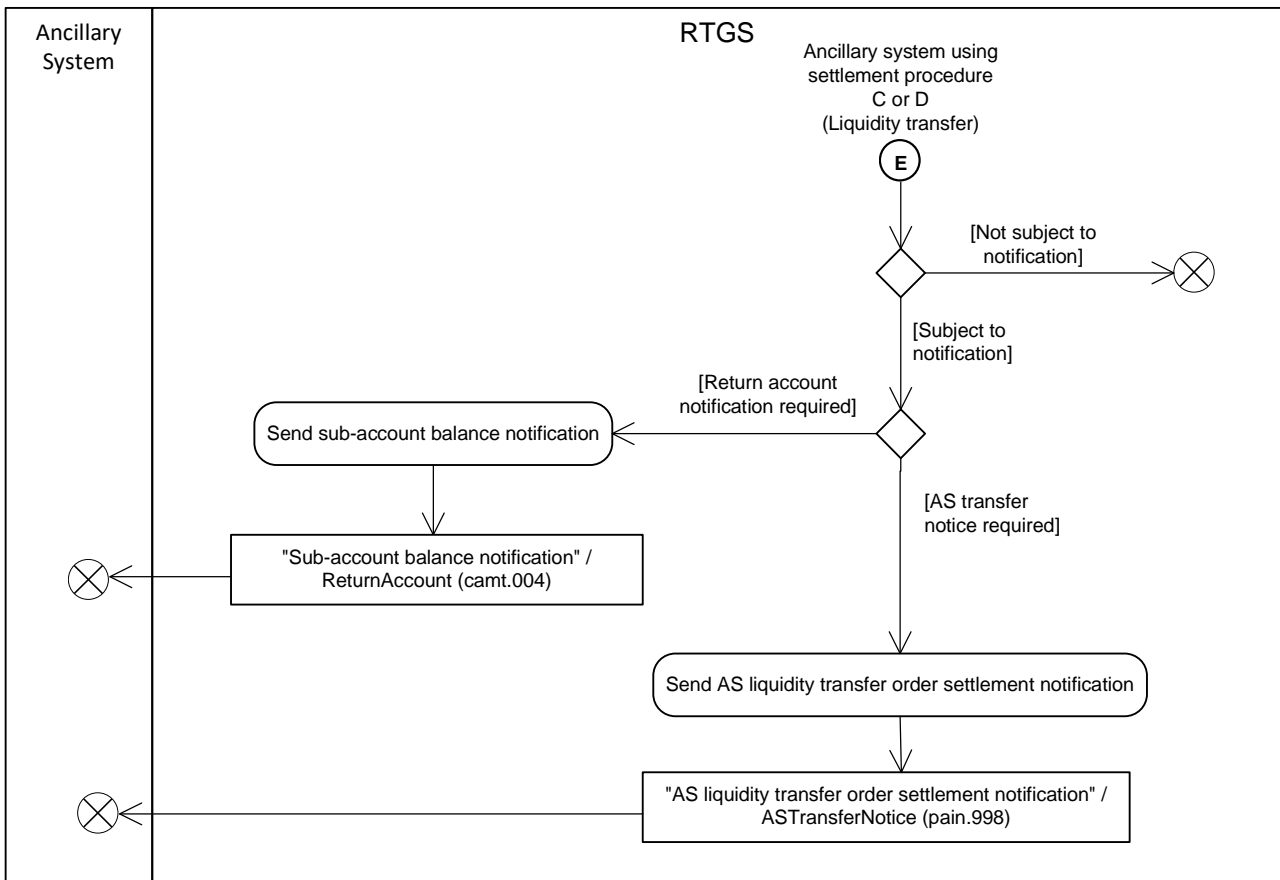 Ancillary
System
RTGS
Ancillary system using
settlement procedure
C or D
(Liquidity transfer)
E
[Not subject to
notification]
[Subject to
notification]
[Return account
notification required]
Send sub-account balance notification
[AS transfer
notice required]
"Sub-account balance notification" /
ReturnAccount (camt.004)
Send AS liquidity transfer order settlement notification
"AS liquidity transfer order settlement notification" /
ASTransferNotice (pain.998)